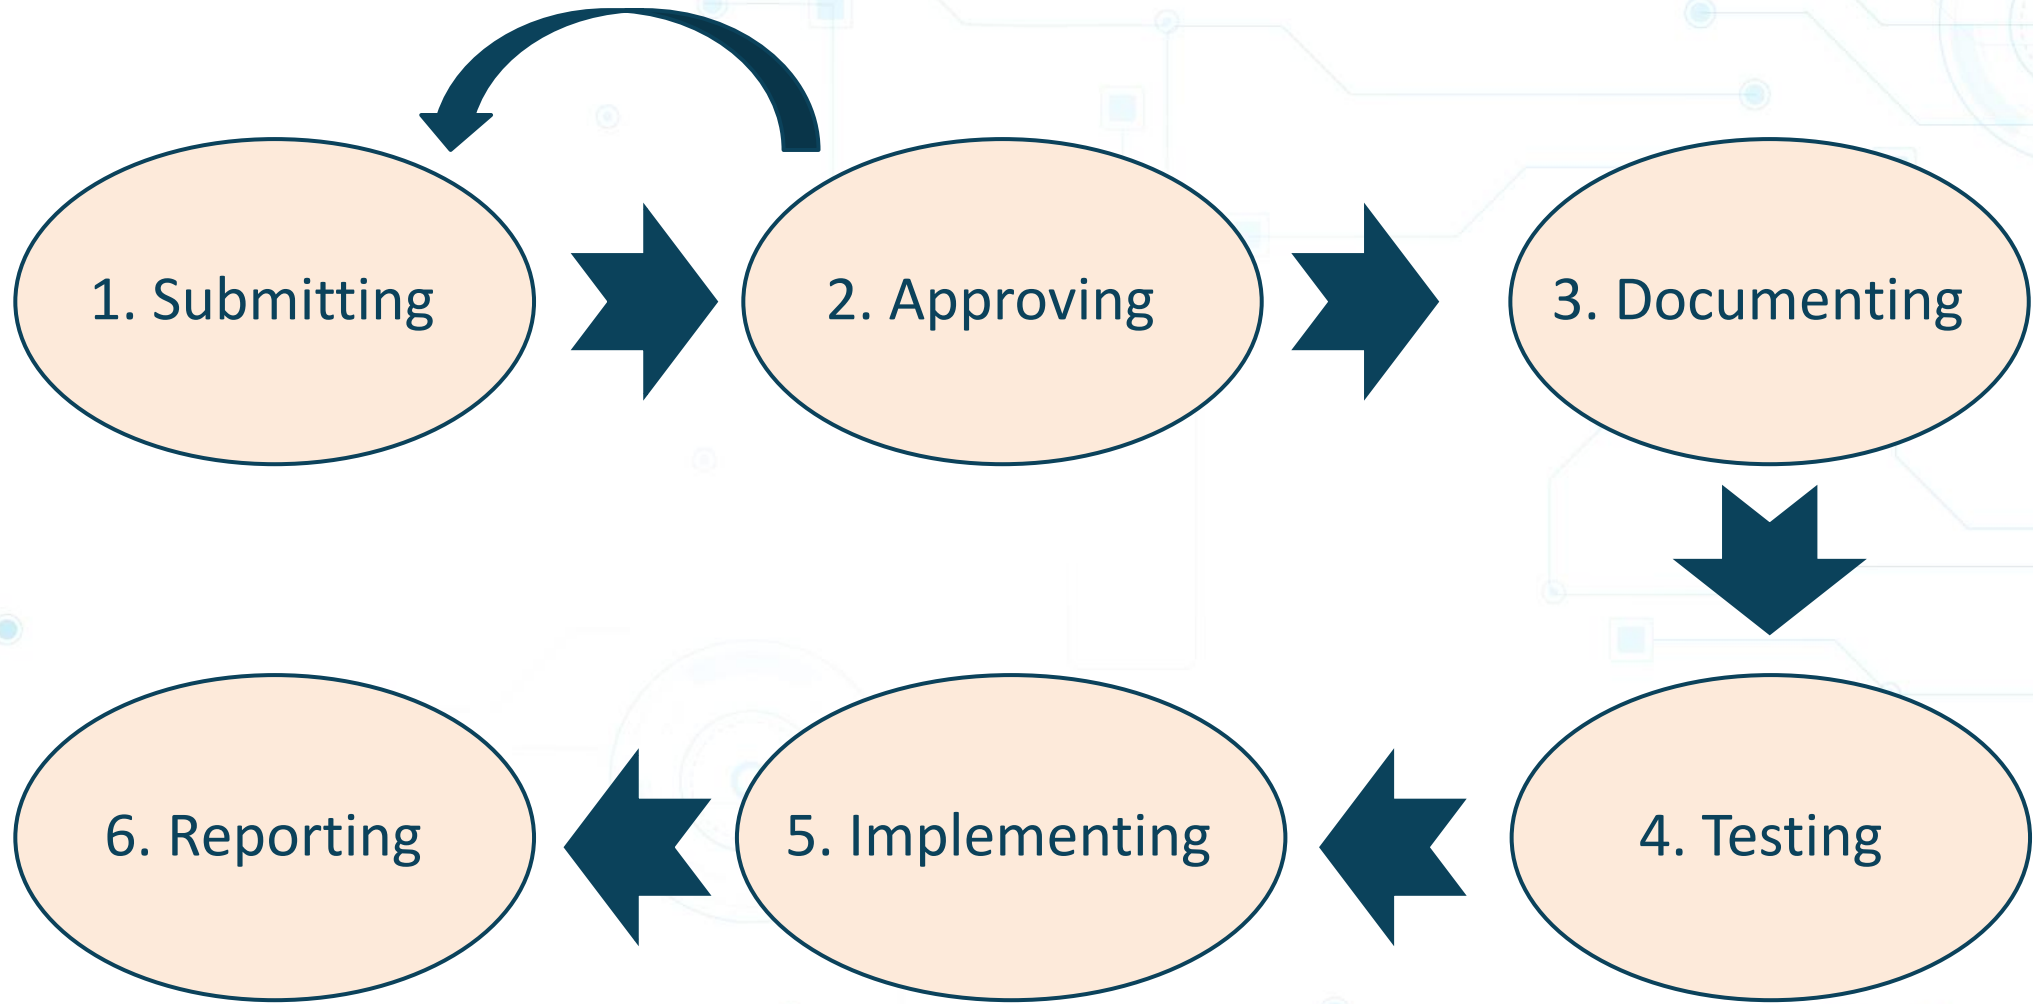 1. Submitting
2. Approving
3. Documenting
4. Testing
5. Implementing
6. Reporting